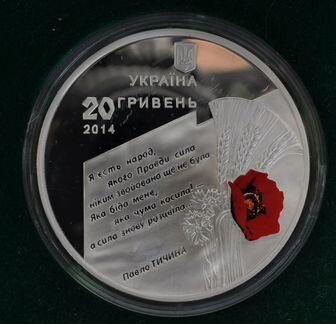 УКРАЇНА
20 ГРИВЕНЬ
2014
Я єсть народ,
якого Правди сила
ніким звойована ще не була.
Яка біда мене,
яка чума косила! –
а сила знову розцвіла...
Павло ТИЧИНА